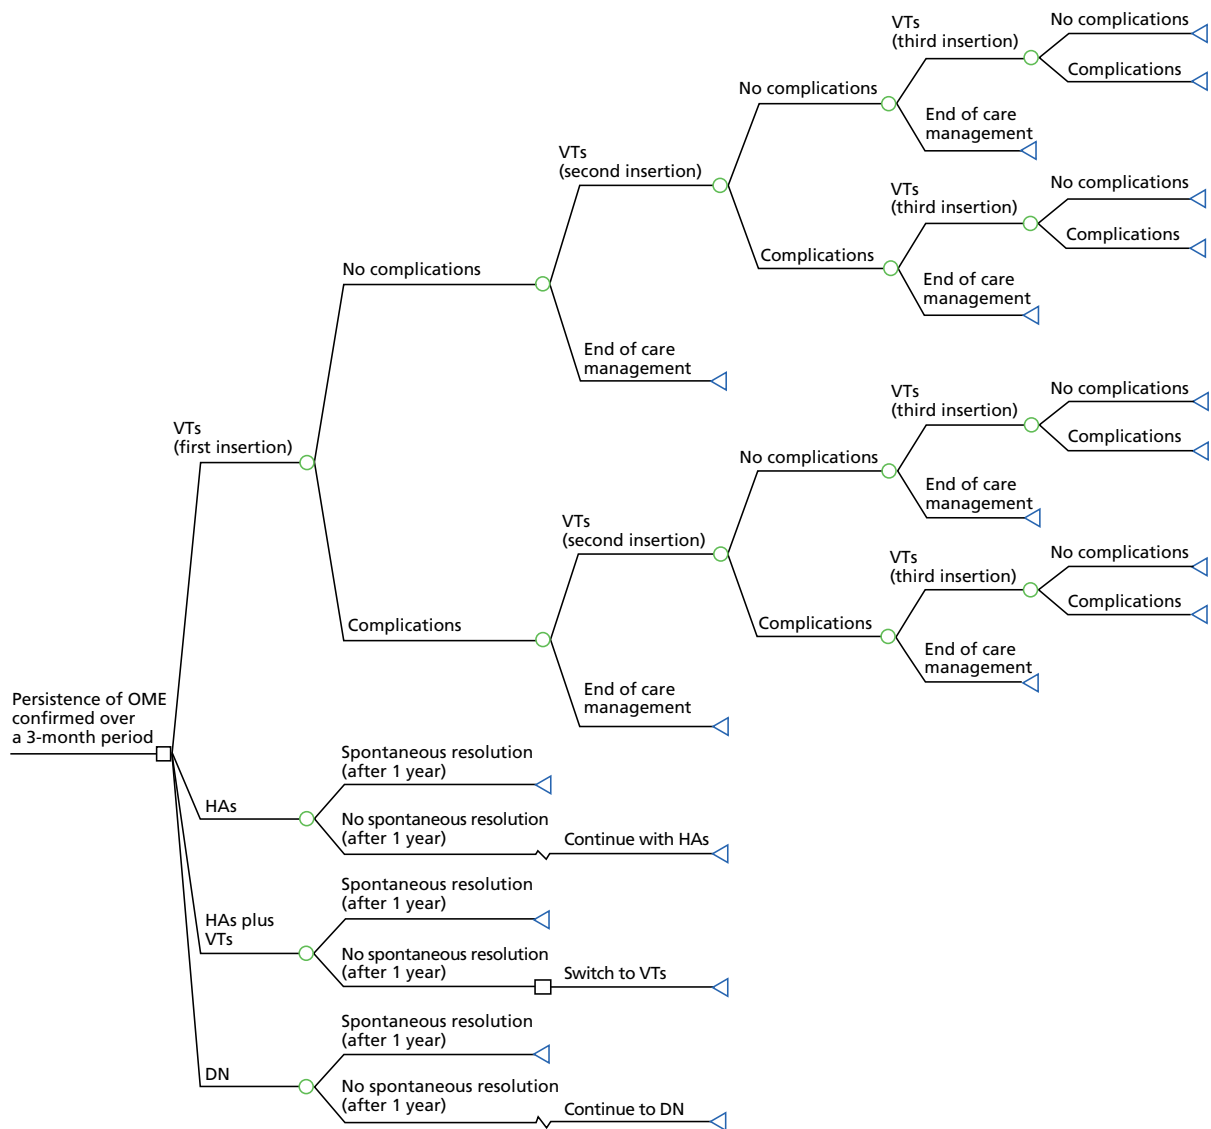 VTs
(third insertion)
No complications
Complications
No complications
End of care
management
VTs
(second insertion)
VTs
(third insertion)
No complications
Complications
Complications
End of care
management
No complications
End of care
management
VTs
(first insertion)
VTs
(third insertion)
No complications
Complications
No complications
End of care
management
VTs
(second insertion)
VTs
(third insertion)
No complications
Complications
Complications
End of care
management
Complications
End of care
management
Persistence of OME
confirmed over
a 3-month period
HAs
Spontaneous resolution
(after 1 year)
No spontaneous resolution
(after 1 year)
Continue with HAs
HAs plus
VTs
Spontaneous resolution
(after 1 year)
No spontaneous resolution
(after 1 year)
Switch to VTs
DN
Spontaneous resolution
(after 1 year)
No spontaneous resolution
(after 1 year)
Continue to DN